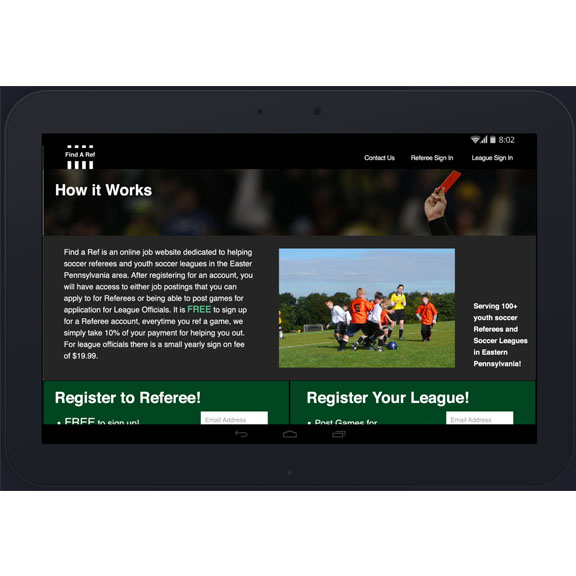 8:02
Find A Ref
Contact Us
Referee Sign In
League Sign In
How it Works
Find a Ref is an online job website dedicated to helping
soccer referees and youth soccer leagues in the Easter
Pennsylvania area. After registering for an account, you
will have access to either job postings that you can
apply to for Referees or being able to post games for
application for League Officials. It is FREE to sign up
for a Referee account, everytime you ref a game, we
simply take 10% of your payment for helping you out.
For league officials there is a small yearly sign on fee
of $19.99.
Serving 100+
youth soccer
Referees and
Soccer Leagues
in Eastern
Pennsylvania!
Register to Referee!
• FREE to sign up!
Email Address
Register Your League!
• Post Games for
Email Address